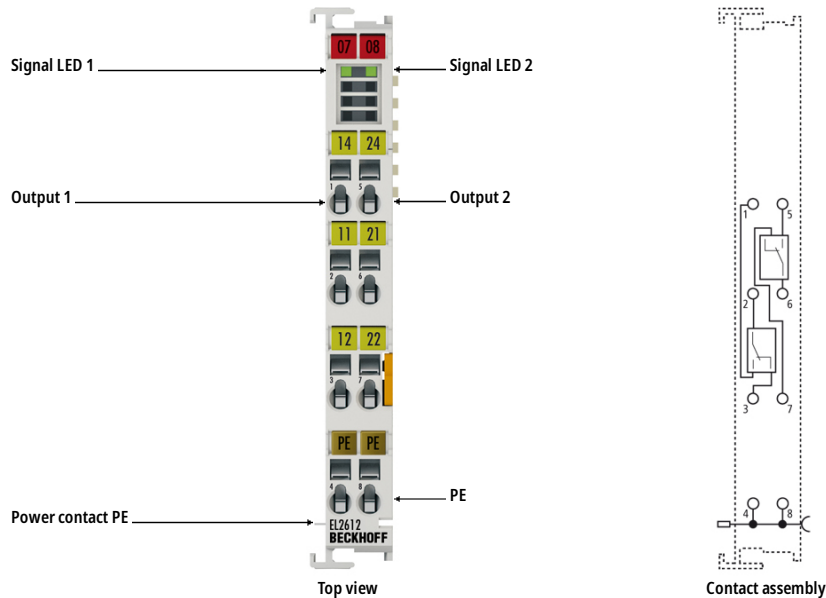 07 08
Signal LED 1
Signal LED 2
14 24
1 5
Output 1
Output 2
11 21
2 6
12 22
3 7
PE PE
4 8
PE
Power contact PE
EL2612
BECKHOFF
Top view
1 5
2 6
3 7
4 8
Contact assembly